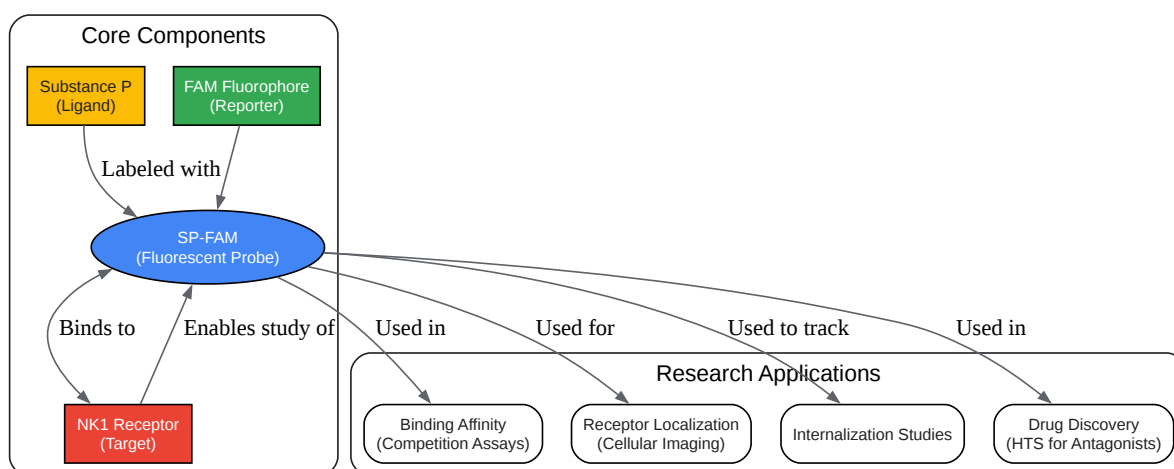 Core Components
Substance P
(Ligand)
FAM Fluorophore
(Reporter)
Labeled with
SP-FAM
(Fluorescent Probe)
Binds to
Enables study of
Used in
Used for
Used to track
Used in
Research Applications
NK1 Receptor
(Target)
Binding Affinity
(Competition Assays)
Receptor Localization
(Cellular Imaging)
Internalization Studies
Drug Discovery
(HTS for Antagonists)